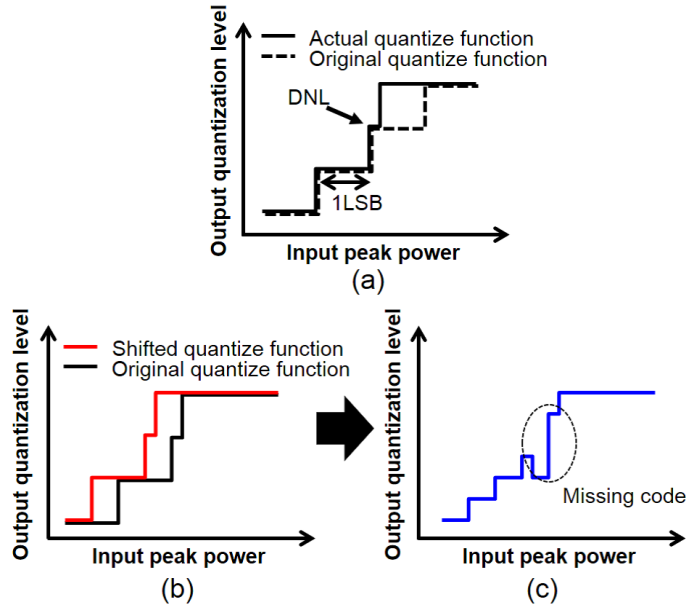 Output quantization level
Actual quantize function
Original quantize function
DNL
1LSB
Input peak power
(a)
Output quantization level
Shifted quantize function
Original quantize function
Input peak power
(b)
Output quantization level
Missing code
Input peak power
(c)